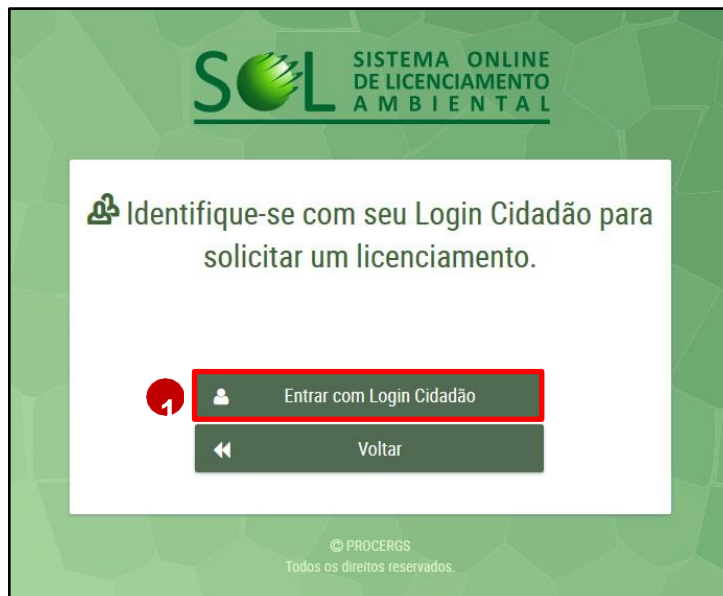 SOL SISTEMA ONLINE
DE LICENCIAMENTO
AMBIENTAL
Identifique-se com seu Login Cidadão para
solicitar um licenciamento.
1
Entrar com Login Cidadão
Voltar
© PROCERGS
Todos os direitos reservados.